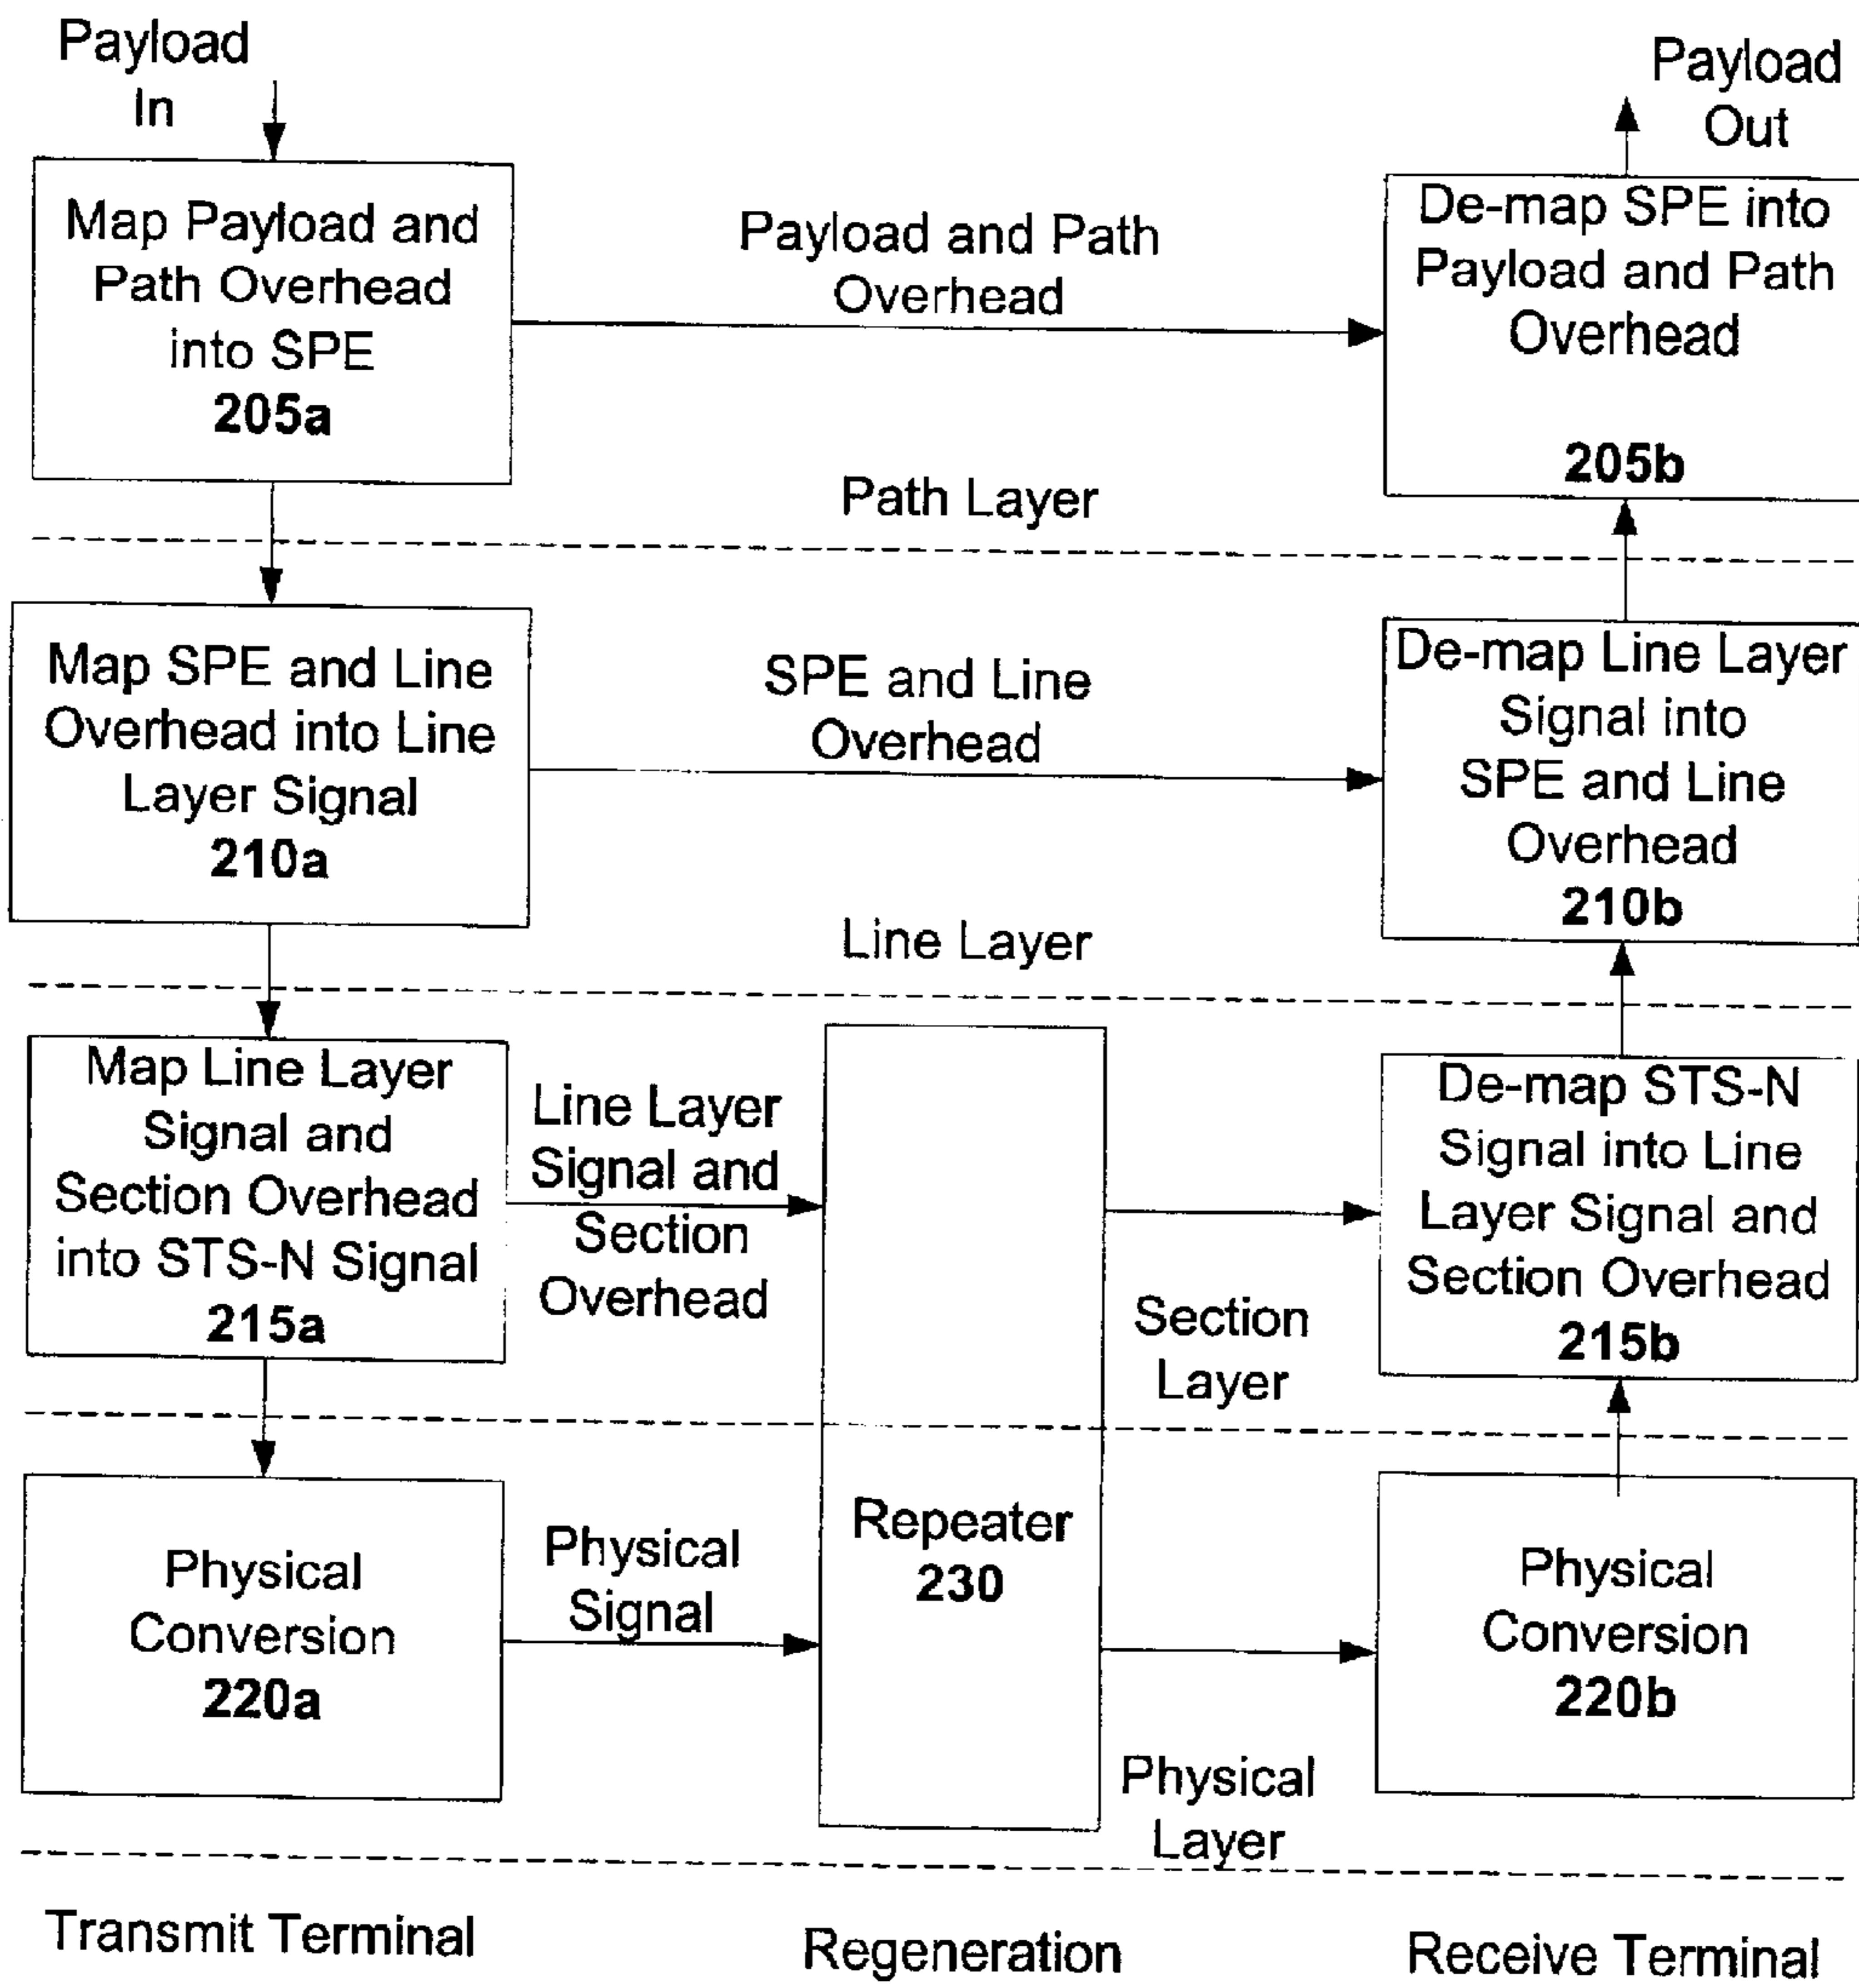 Payload
In
Payload
Out
Map Payload and
Path Overhead
into SPE
205a
Payload and Path
Overhead
De-map SPE into
Payload and Path
Overhead
205b
Path Layer
Map SPE and Line
Overhead into Line
Layer Signal
210a
SPE and Line
Overhead
De-map Line Layer
Signal into
SPE and Line
Overhead
210b
Line Layer
Map Line Layer
Signal and
Section Overhead
into STS-N Signal
215a
Line Layer
Signal and
Section
Overhead
De-map STS-N
Signal into Line
Layer Signal and
Section Overhead
215b
Section
Layer
Physical
Conversion
220a
Physical
Signal
Repeater
230
Physical
Conversion
220b
Physical
Layer
Transmit Terminal
Regeneration
Receive Terminal